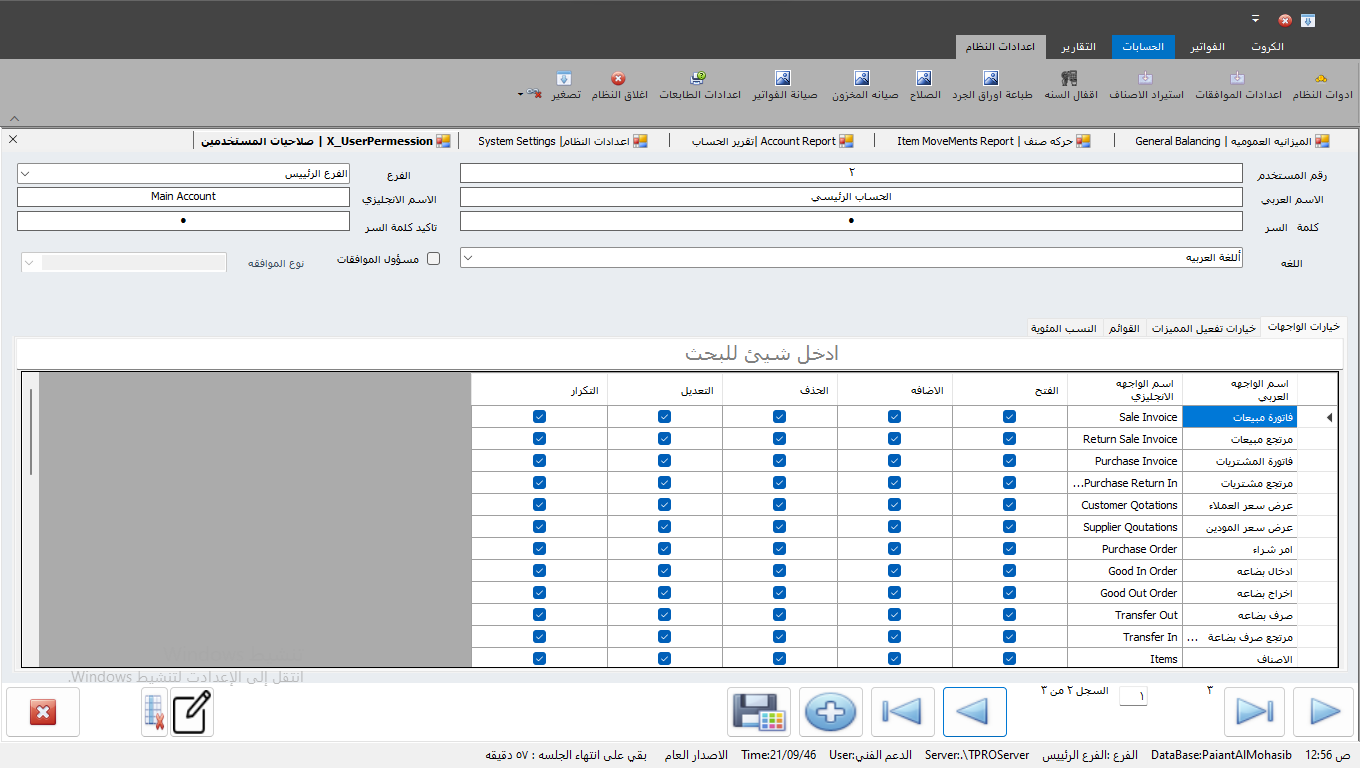 الكروت
الفواتير
الحسابات
التقارير
اعدادات النظام
ادوات النظام
اعدادات الموافقات
استيراد الاصناف
اقفال السنه
طباعة اوراق الجرد
الصلاح
صيانه المخزون
صيانة الفواتير
اعدادات الطابعات
اغلاق النظام
تصغير
الميزانيه العموميه | General Balancing
حركه صنف | Item MoveMents Report
Account Report |تقرير الحساب
اعدادات النظام| System Settings
X_UserPermession | صلاحيات المستخدمين
رقم المستخدم
٢
الفرع
الفرع الرئييس
الاسم العربي
الحساب الرئيسي
الاسم الانجليزي
Main Account
كلمة السر
تاكيد كلمة السر
اللغه
أللغة العربيه
مسؤول الموافقات
نوع الموافقه
خيارات الواجهات
خيارات تفعيل المميزات
القوائم
النسب المئوية
ادخل شيئ للبحث
اسم الواجهه العربي
اسم الواجهه الانجليزي
الفتح
الاضافه
الحذف
التعديل
التكرار
فاتورة مبيعات Sale Invoice
مرتجع مبيعات Return Sale Invoice
فاتورة المشتريات Purchase Invoice
مرتجع مشتريات Purchase Return In...
عرض سعر العملاء Customer Qotations
عرض سعر المودين Supplier Qoutations
امر شراء Purchase Order
ادخال بضاعه Good In Order
اخراج بضاعه Good Out Order
صرف بضاعه Transfer Out
مرتجع صرف بضاعة ... Transfer In
الاصناف Items
انتقل إلى الإعدادات لتنشيط Windows.
٣
١
السجل ٢ من ٣
12:56 ص
DataBase:PaiantAlMohasib
الفرع :الفرع الرئييس
Server:.\TPROServer
User:الدعم الفني
Time:21/09/46
الاصدار العام
بقي على انتهاء الجلسه : ٥٧ دقيقه